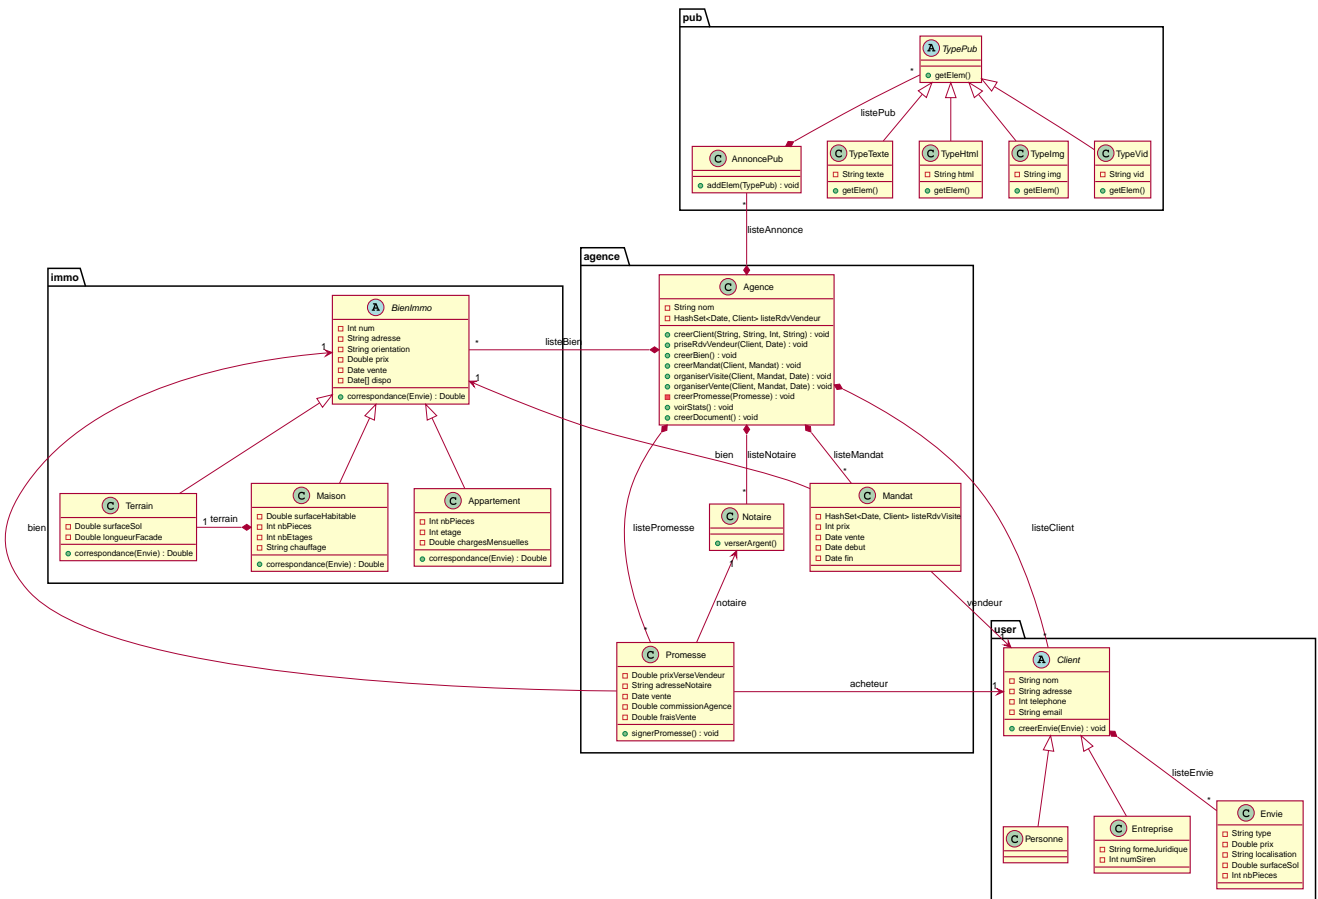 pub
A TypePub
getElem()
*
listePub
C AnnoncePub
addElem(TypePub) : void
C TypeTexte
String texte
getElem()
C TypeHtml
String html
getElem()
C TypeImg
String img
getElem()
C TypeVid
String vid
getElem()
*
listeAnnonce
agence
C Agence
String nom
HashSet<Date, Client> listeRdvVendeur
creerClient(String, String, Int, String) : void
priseRdvVendeur(Client, Date) : void
creerBien() : void
creerMandat(Client, Mandat) : void
organiserVisite(Client, Mandat, Date) : void
organiserVente(Client, Mandat, Date) : void
creerPromesse(Promesse) : void
voirStats() : void
creerDocument() : void
immo
A BienImmo
Int num
String adresse
String orientation
Double prix
Date vente
Date[] dispo
correspondance(Envie) : Double
1
*
listeBien
1
bien
listeNotaire
*
listeMandat
*
C Terrain
Double surfaceSol
Double longueurFacade
correspondance(Envie) : Double
1
terrain
C Maison
Double surfaceHabitable
Int nbPieces
Int nbEtages
String chauffage
correspondance(Envie) : Double
C Appartement
Int nbPieces
Int etage
Double chargesMensuelles
correspondance(Envie) : Double
C Notaire
verserArgent()
C Mandat
HashSet<Date, Client> listeRdvVisite
Int prix
Date vente
Date debut
Date fin
bien
listePromesse
*
listeClient
*
1
notaire
vendeur
1
C Promesse
Double prixVerseVendeur
String adresseNotaire
Date vente
Double commissionAgence
Double fraisVente
signerPromesse() : void
acheteur
1
user
A Client
String nom
String adresse
Int telephone
String email
creerEnvie(Envie) : void
listeEnvie
*
C Personne
C Entreprise
String formeJuridique
Int numSiren
C Envie
String type
Double prix
String localisation
Double surfaceSol
Int nbPieces